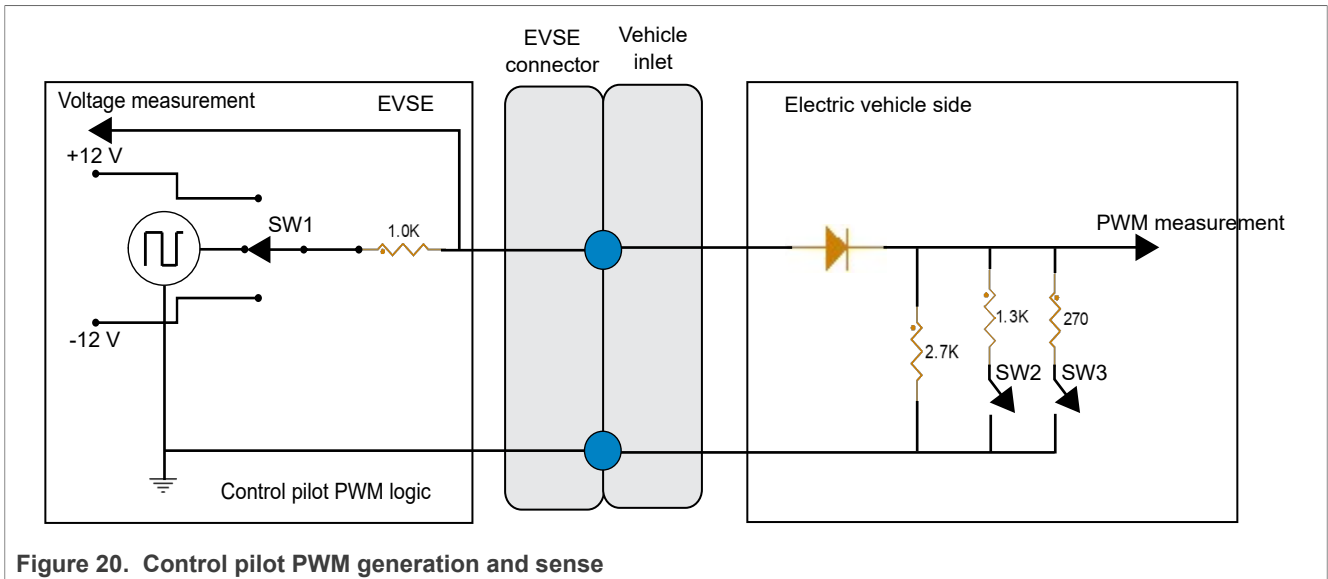 EVSE
connector
Vehicle
inlet
Voltage measurement
EVSE
+12 V
SW1
1.0K
-12 V
Control pilot PWM logic
Electric vehicle side
PWM measurement
2.7K
1.3K
270
SW2
SW3
Figure 20. Control pilot PWM generation and sense